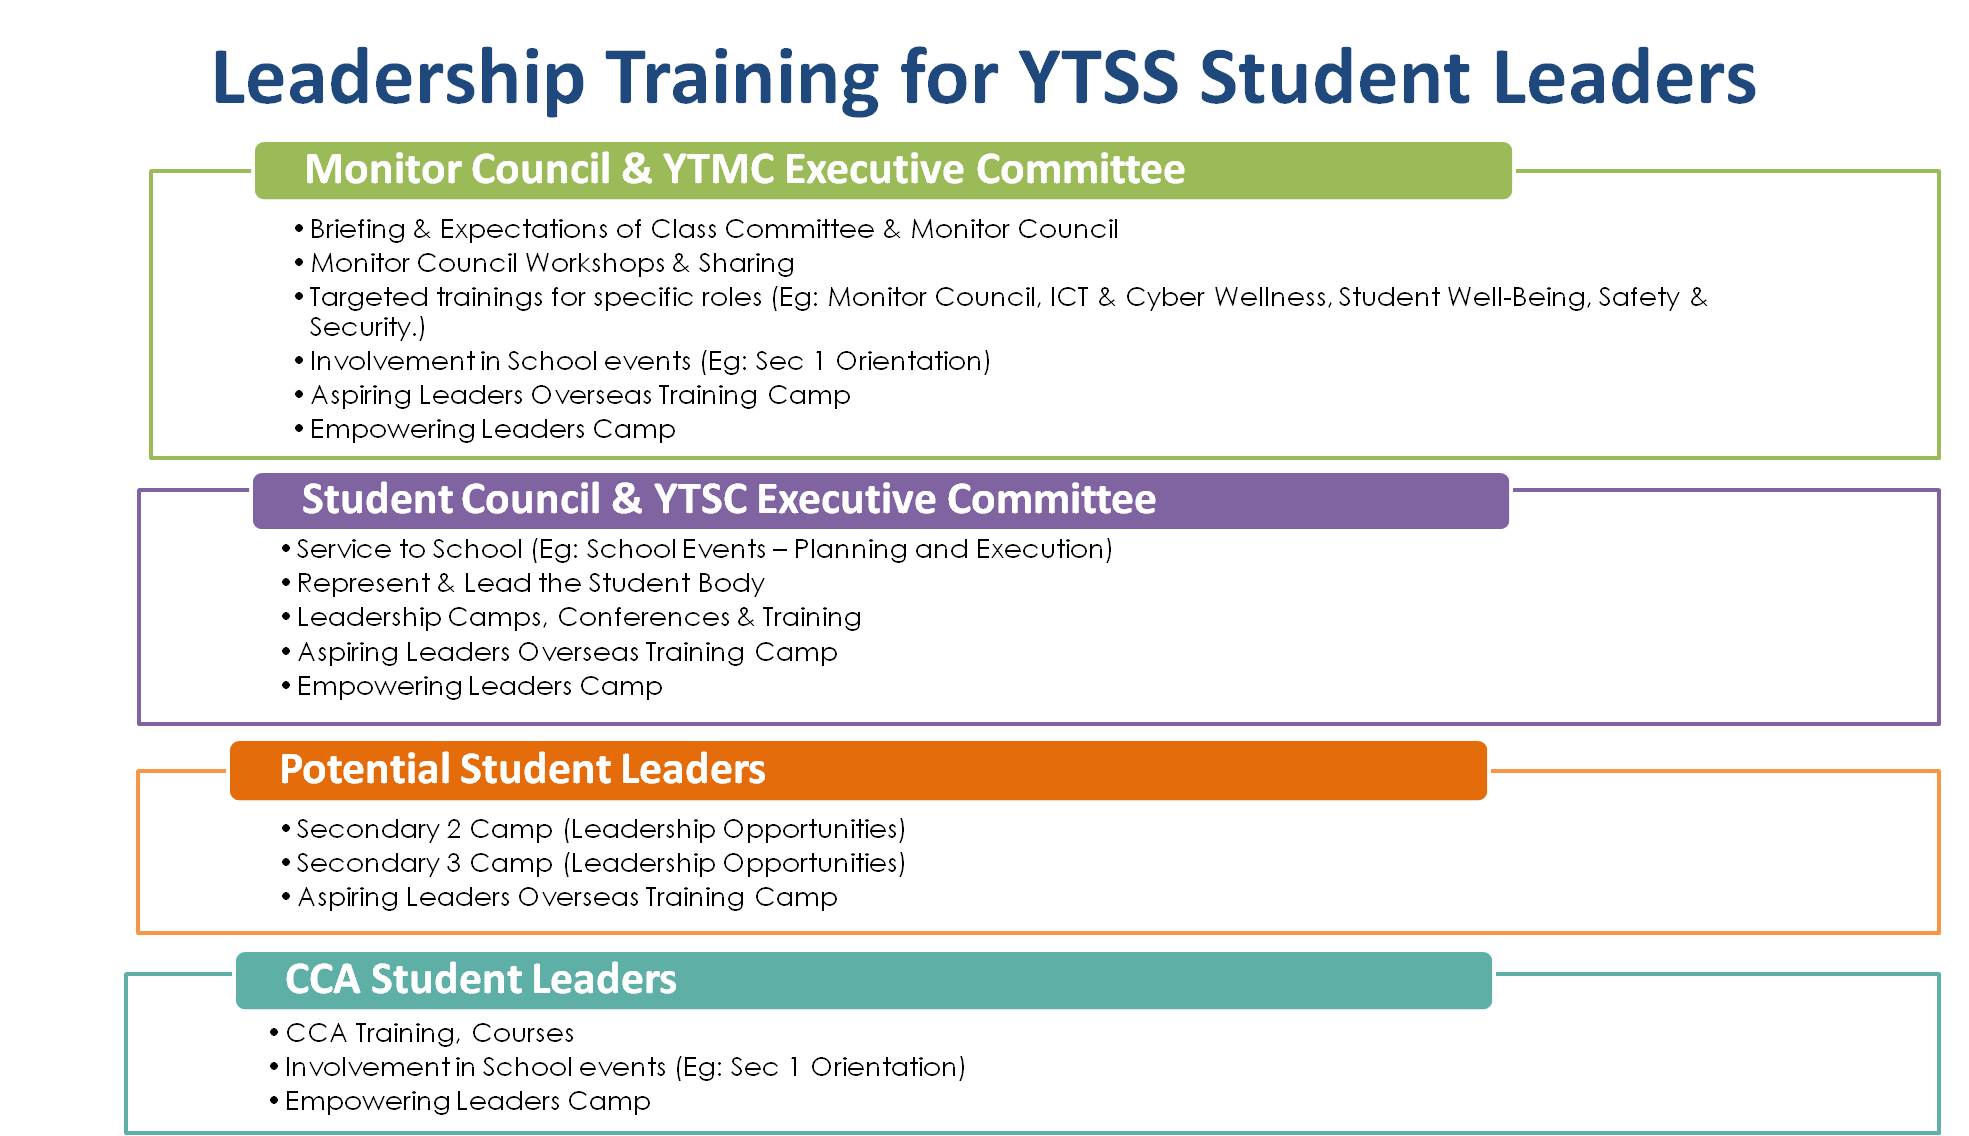 Leadership Training for YTSS Student Leaders
Monitor Council & YTMC Executive Committee
• Briefing & Expectations of Class Committee & Monitor Council
• Monitor Council Workshops & Sharing
• Targeted trainings for specific roles (Eg: Monitor Council, ICT & Cyber Wellness, Student Well-Being, Safety &
Security.)
• Involvement in School events (Eg: Sec 1 Orientation)
• Aspiring Leaders Overseas Training Camp
• Empowering Leaders Camp
Student Council & YTSC Executive Committee
• Service to School (Eg: School Events – Planning and Execution)
• Represent & Lead the Student Body
• Leadership Camps, Conferences & Training
• Aspiring Leaders Overseas Training Camp
• Empowering Leaders Camp
Potential Student Leaders
• Secondary 2 Camp (Leadership Opportunities)
• Secondary 3 Camp (Leadership Opportunities)
• Aspiring Leaders Overseas Training Camp
CCA Student Leaders
• CCA Training, Courses
• Involvement in School events (Eg: Sec 1 Orientation)
• Empowering Leaders Camp